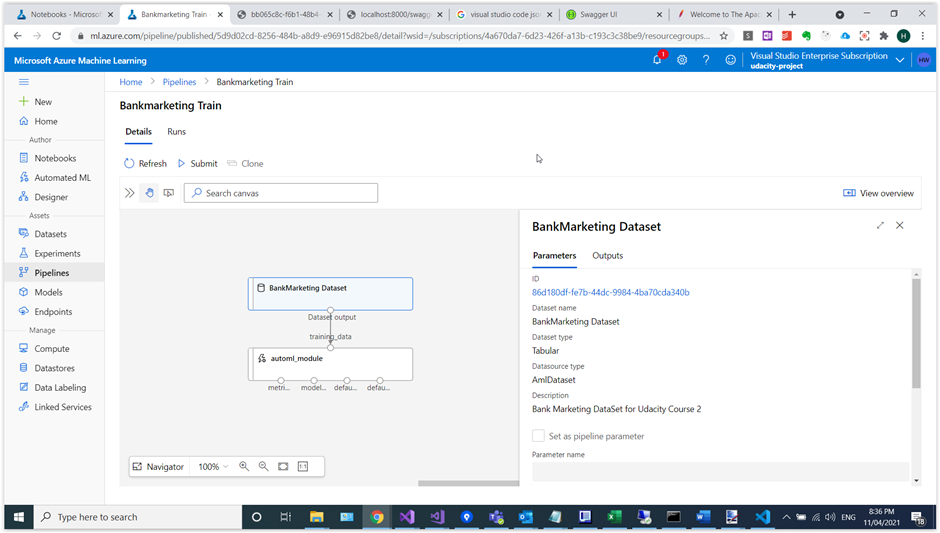 Notebooks - Microsoft Azure Mac
Bankmarketing Train
bb065c8c-f6b1-48b4-
localhost:8000/swagg
visual studio code jso
Swagger UI
Welcome to The Apac
ml.azure.com/pipeline/published/5d9d02cd-8256-484b-a8d9-e96915d82be8/detail?wsid=/subscriptions/4a670da7-6d23-426f-a13b-c193c3c38be9/resourcegroups...
Microsoft Azure Machine Learning
1
Visual Studio Enterprise Subscription
udacity-project
HW
New
Home
Author
Notebooks
Automated ML
Designer
Assets
Datasets
Experiments
Pipelines
Models
Endpoints
Manage
Compute
Datastores
Data Labeling
Linked Services
Home > Pipelines > Bankmarketing Train
Bankmarketing Train
Details Runs
Refresh Submit Clone
Search canvas
View overview
BankMarketing Dataset
Dataset output
training_data
automl_module
metri... model... defau... defau...
Navigator 100% 1:1
BankMarketing Dataset
Parameters Outputs
ID
86d180df-fe7b-44dc-9984-4ba70cda340b
Dataset name
BankMarketing Dataset
Dataset type
Tabular
Datasource type
AmlDataset
Description
Bank Marketing DataSet for Udacity Course 2
Set as pipeline parameter
Parameter name
Type here to search
ENG
8:36 PM
11/04/2021
18